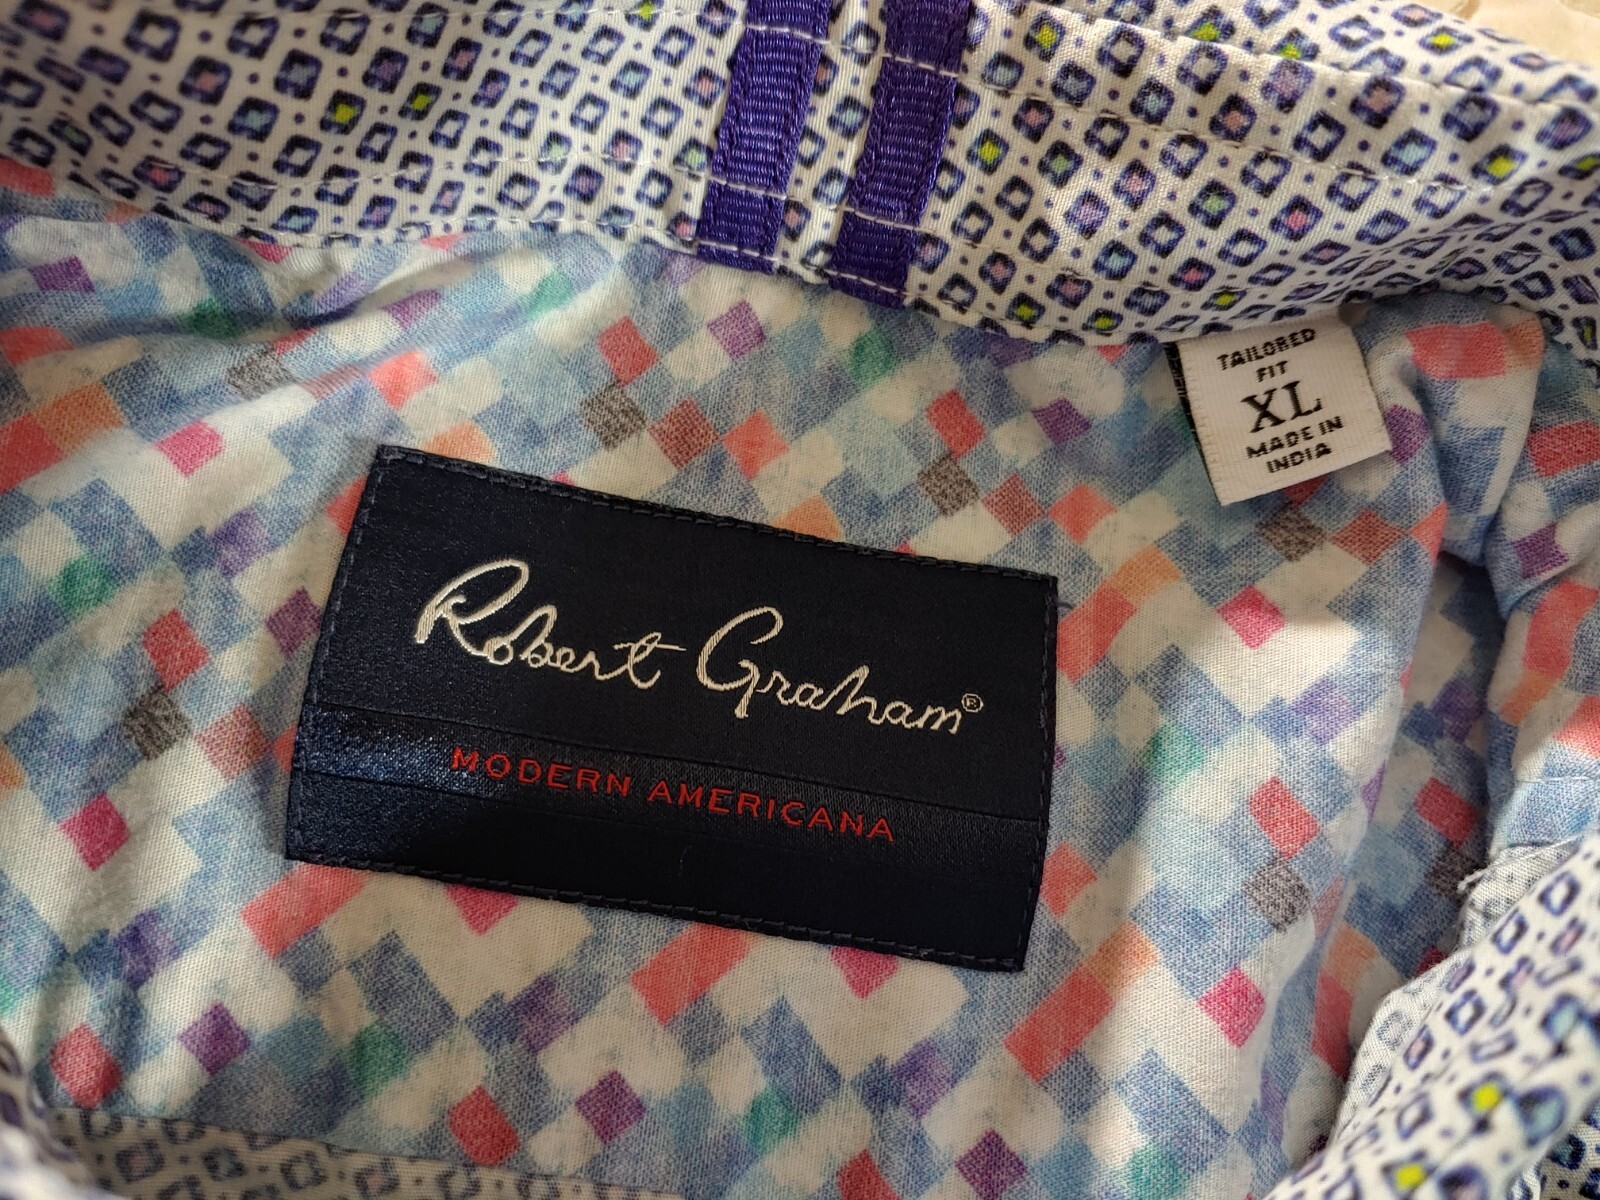 TAILORED
FIT
XL
MADE IN
INDIA
Robert Graham®
MODERN AMERICANA